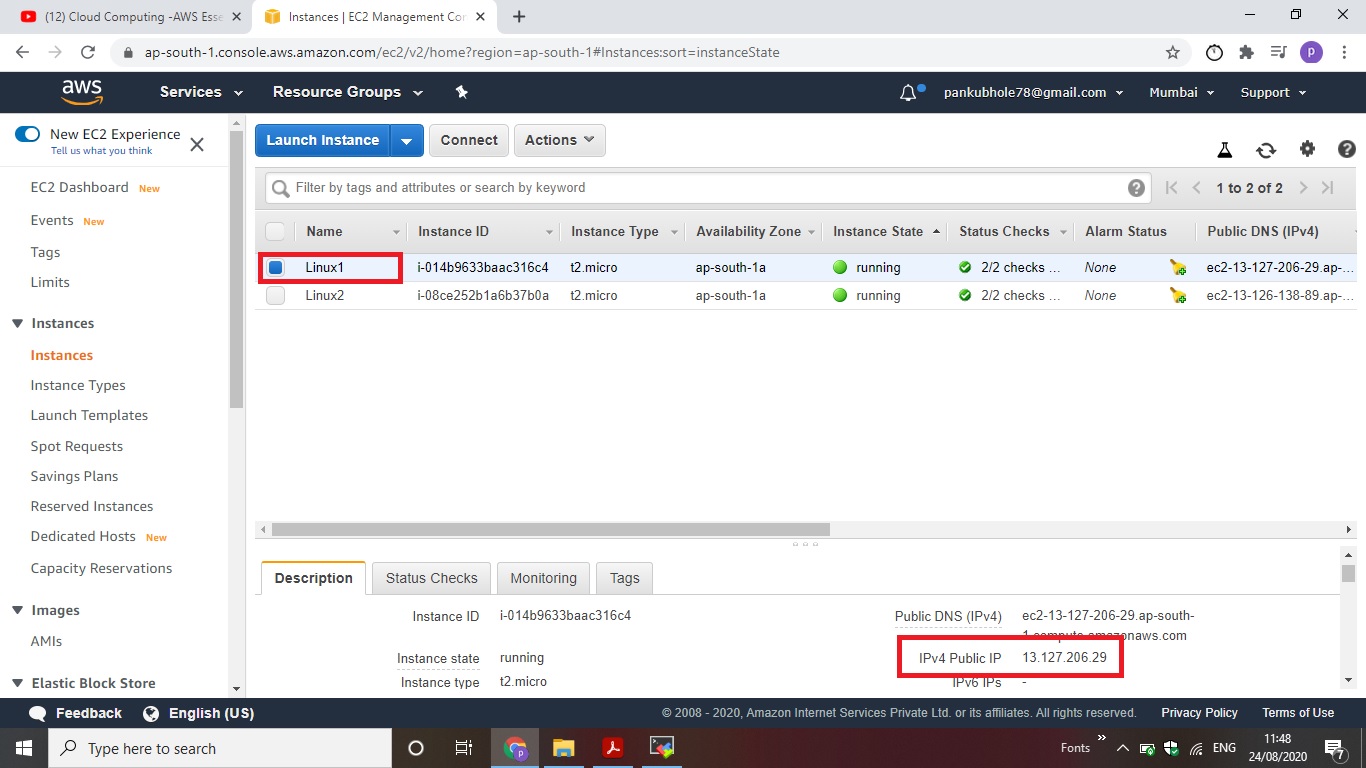 (12) Cloud Computing -AWS Esse
Instances | EC2 Management Con
ap-south-1.console.aws.amazon.com/ec2/v2/home?region=ap-south-1#Instances:sort=instanceState
p
aws
Services
Resource Groups
pankubhole78@gmail.com
Mumbai
Support
New EC2 Experience
Tell us what you think
EC2 Dashboard New
Events New
Tags
Limits
Instances
Instances
Instance Types
Launch Templates
Spot Requests
Savings Plans
Reserved Instances
Dedicated Hosts New
Capacity Reservations
Images
AMIs
Elastic Block Store
Launch Instance
Connect
Actions
Filter by tags and attributes or search by keyword
1 to 2 of 2
Name Instance ID Instance Type Availability Zone Instance State Status Checks Alarm Status Public DNS (IPv4)
Linux1 i-014b9633baac316c4 t2.micro ap-south-1a running 2/2 checks ... None ec2-13-127-206-29.ap-...
Linux2 i-08ce252b1a6b37b0a t2.micro ap-south-1a running 2/2 checks ... None ec2-13-126-138-89.ap-...
Description
Status Checks
Monitoring
Tags
Instance ID i-014b9633baac316c4
Instance state running
Instance type t2.micro
Public DNS (IPv4) ec2-13-127-206-29.ap-south-
1.compute.amazonaws.com
IPv4 Public IP 13.127.206.29
IPv6 IPs -
Feedback
English (US)
© 2008 - 2020, Amazon Internet Services Private Ltd. or its affiliates. All rights reserved.
Privacy Policy
Terms of Use
Type here to search
p
Fonts
ENG
11:48
24/08/2020
7